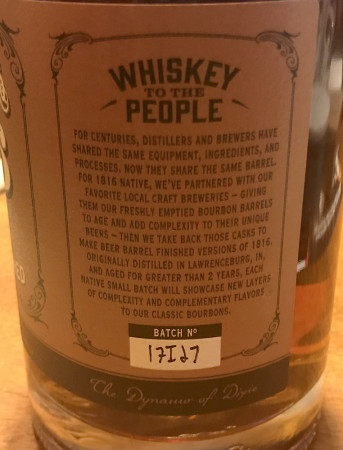 WHISKEY
TO THE
PEOPLE
FOR CENTURIES, DISTILLERS AND BREWERS HAVE
SHARED THE SAME EQUIPMENT, INGREDIENTS, AND
PROCESSES. NOW THEY SHARE THE SAME BARREL.
FOR 1816 NATIVE, WE'VE PARTNERED WITH OUR
FAVORITE LOCAL CRAFT BREWERIES – GIVING
THEM OUR FRESHLY EMPTIED BOURBON BARRELS
TO AGE AND ADD COMPLEXITY TO THEIR UNIQUE
BEERS – THEN WE TAKE BACK THOSE CASKS TO
MAKE BEER BARREL FINISHED VERSIONS OF 1816.
ORIGINALLY DISTILLED IN LAWRENCEBURG, IN,
AND AGED FOR GREATER THAN 2 YEARS, EACH
NATIVE SMALL BATCH WILL SHOWCASE NEW LAYERS
OF COMPLEXITY AND COMPLEMENTARY FLAVORS
TO OUR CLASSIC BOURBONS.
BATCH Nº
17I27
The Dynamo of Dixie